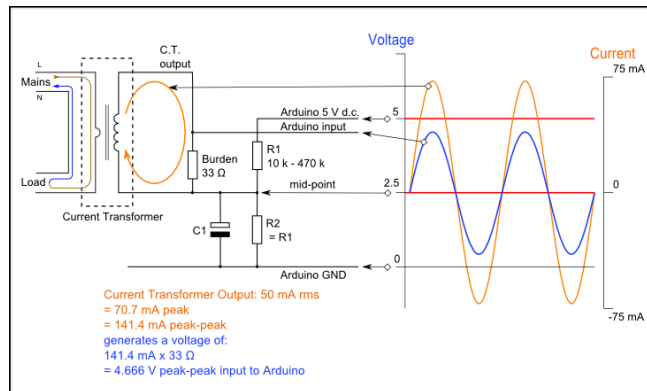 Voltage
Current
C.T.
output
L
Mains
N
Load
Current Transformer
Burden
33 Ω
Arduino 5 V d.c.
Arduino input
R1
10 k - 470 k
mid-point
C1
R2
= R1
Arduino GND
5
2.5
0
75 mA
0
-75 mA
Current Transformer Output: 50 mA rms
= 70.7 mA peak
= 141.4 mA peak-peak
generates a voltage of:
141.4 mA x 33 Ω
= 4.666 V peak-peak input to Arduino